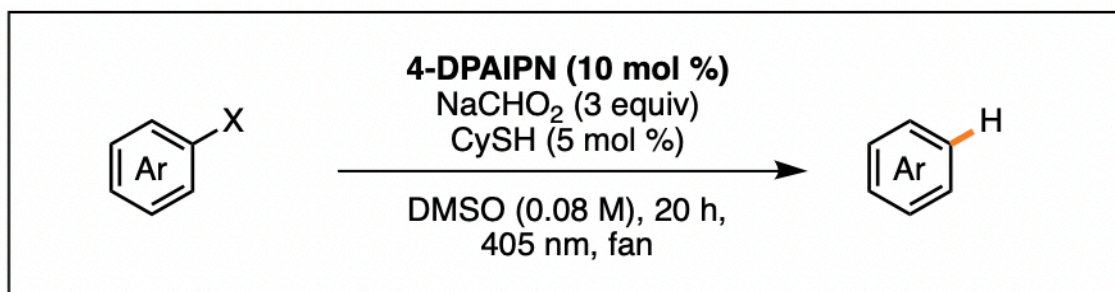 4-DPAIPN (10 mol %)
NaCHO₂ (3 equiv)
CySH (5 mol %)
X
Ar
H
Ar
DMSO (0.08 M), 20 h,
405 nm, fan